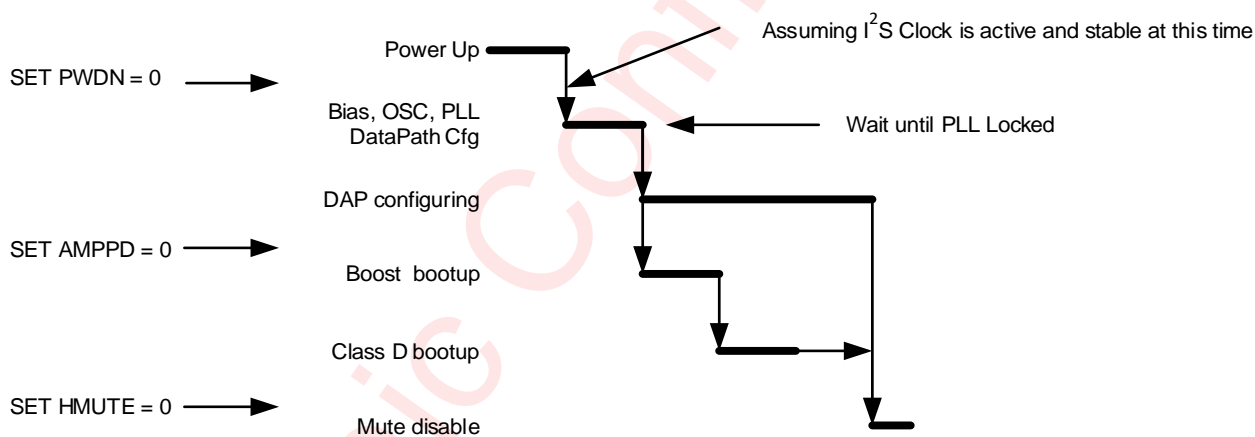 Assuming I²S Clock is active and stable at this time
Power Up
SET PWDN = 0
Bias, OSC, PLL
DataPath Cfg
Wait until PLL Locked
DAP configuring
SET AMPPD = 0
Boost bootup
Class D bootup
SET HMUTE = 0
Mute disable